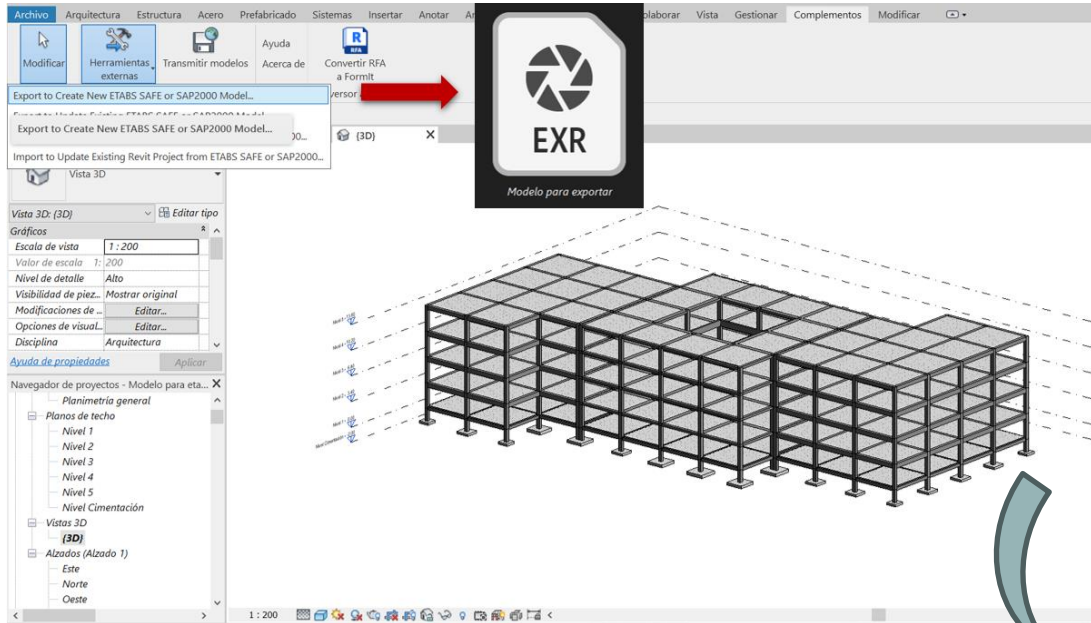 Archivo Arquitectura Estructura Acero Prefabricado Sistemas Insertar Anotar Vista Gestionar Complementos Modificar
Modificar
Herramientas externas
Transmitir modelos
Ayuda
Acerca de
Convertir RFA
a FormIt
RFA
Export to Create New ETABS SAFE or SAP2000 Model...
Export to Create New ETABS SAFE or SAP2000 Model...
Import to Update Existing Revit Project from ETABS SAFE or SAP2000...
{3D} X
EXR
Modelo para exportar
Vista 3D
Vista 3D: {3D} Editar tipo
Gráficos
Escala de vista 1 : 200
Valor de escala 1: 200
Nivel de detalle Alto
Visibilidad de piez... Mostrar original
Modificaciones de ... Editar...
Opciones de visual... Editar...
Disciplina Arquitectura
Ayuda de propiedades Aplicar
Navegador de proyectos - Modelo para eta... X
Planimetría general
Planos de techo
Nivel 1
Nivel 2
Nivel 3
Nivel 4
Nivel 5
Nivel Cimentación
Vistas 3D
{3D}
Alzados (Alzado 1)
Este
Norte
Oeste
1 : 200